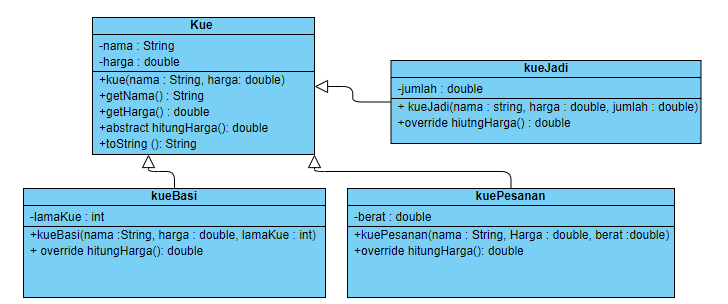 Kue
-nama : String
-harga : double
+kue(nama : String, harga: double)
+getNama() : String
+getHarga() : double
+abstract hitungHarga(): double
+toString (): String
kueJadi
-jumlah : double
+ kueJadi(nama : string, harga : double, jumlah : double)
+override hiutngHarga() : double
kueBasi
-lamaKue : int
+kueBasi(nama :String, harga : double, lamaKue : int)
+ override hitungHarga(): double
kuePesanan
-berat : double
+kuePesanan(nama : String, Harga : double, berat :double)
+override hitungHarga(): double